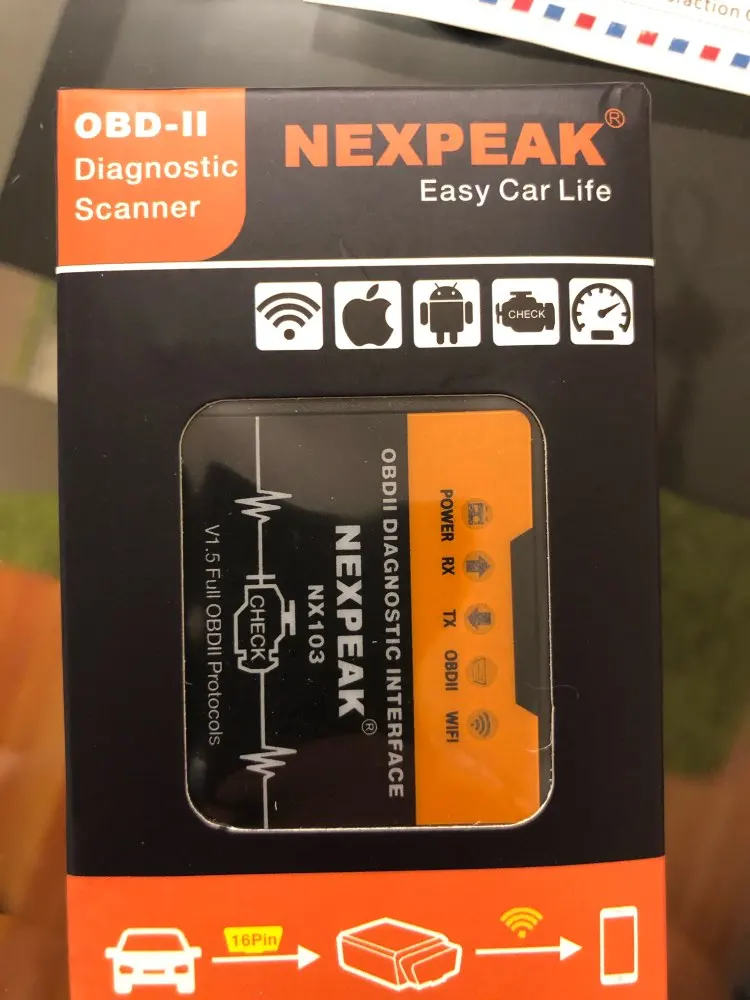 OBD-II
Diagnostic
Scanner
NEXPEAK®
Easy Car Life
CHECK
OBDII DIAGNOSTIC INTERFACE
NEXPEAK®
NX103
CHECK
V1.5 Full OBDII Protocols
POWER RX TX OBDII WIFI
16Pin